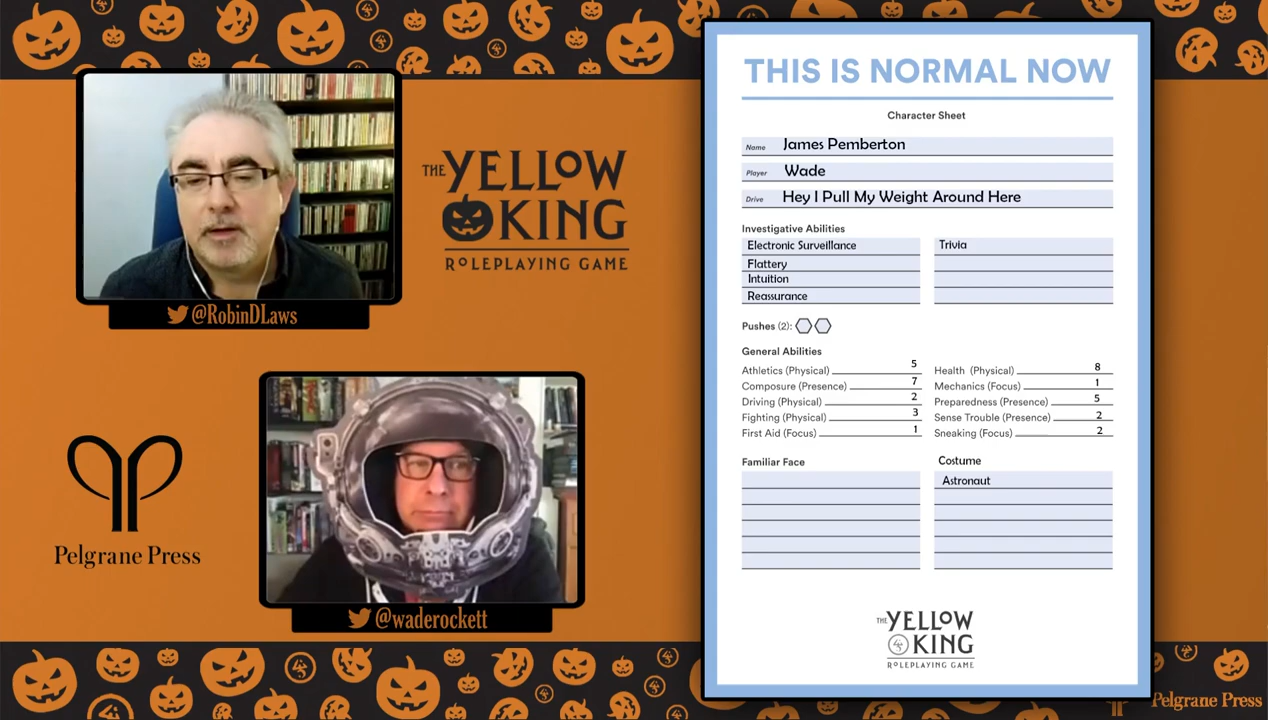 @RobinDLaws
THE YELLOW
KING
ROLEPLAYING GAME
Pelgrane Press
@waderockett
THIS IS NORMAL NOW
Character Sheet
Name James Pemberton
Player Wade
Drive Hey I Pull My Weight Around Here
Investigative Abilities
Electronic Surveillance Trivia
Flattery
Intuition
Reassurance
Pushes (2):
General Abilities
Athletics (Physical) 5 Health (Physical) 8
Composure (Presence) 7 Mechanics (Focus) 1
Driving (Physical) 2 Preparedness (Presence) 5
Fighting (Physical) 3 Sense Trouble (Presence) 2
First Aid (Focus) 1 Sneaking (Focus) 2
Familiar Face Costume
Astronaut
THE YELLOW
KING
ROLEPLAYING GAME
Pelgrane Press